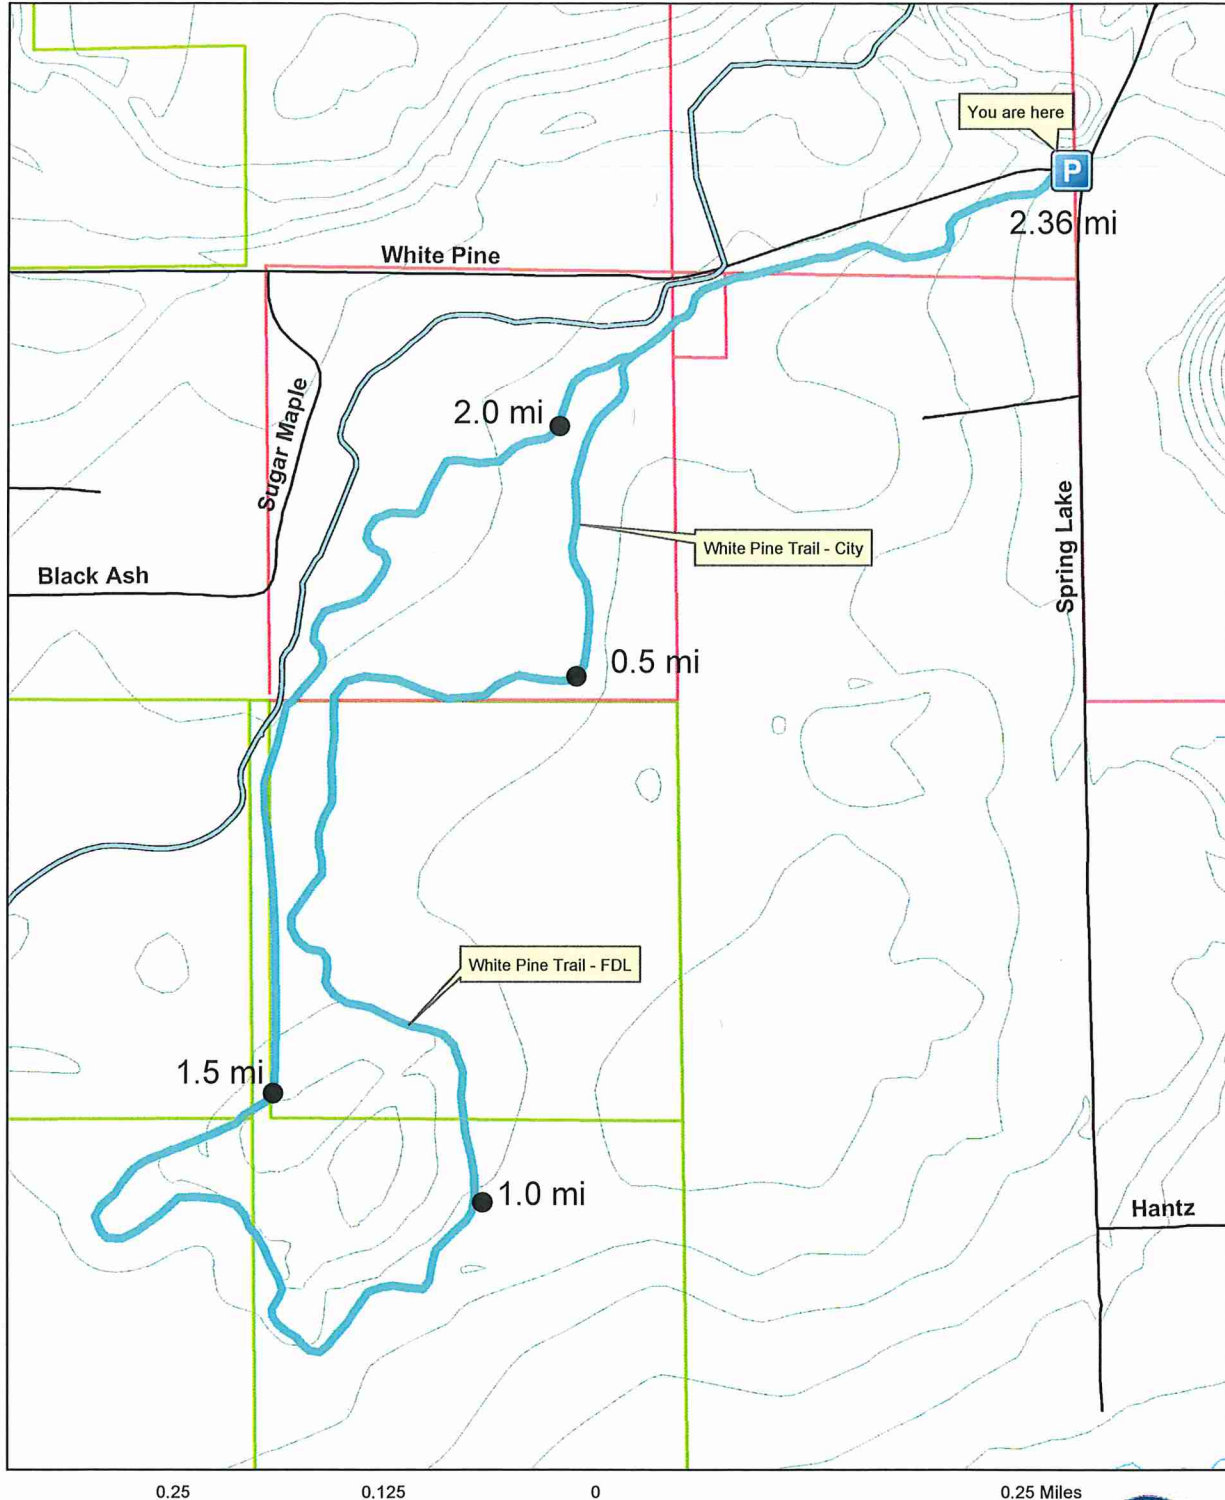 You are here
P
2.36 mi
White Pine
Sugar Maple
2.0 mi
White Pine Trail - City
Black Ash
Spring Lake
0.5 mi
White Pine Trail - FDL
1.5 mi
1.0 mi
Hantz
0.25
0.125
0
0.25 Miles